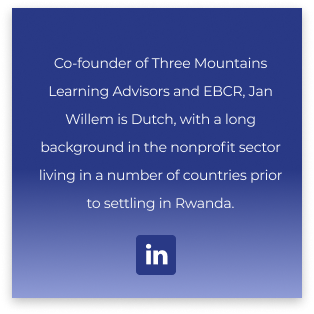 Co-founder of Three Mountains
Learning Advisors and EBCR, Jan
Willem is Dutch, with a long
background in the nonprofit sector
living in a number of countries prior
to settling in Rwanda.
in